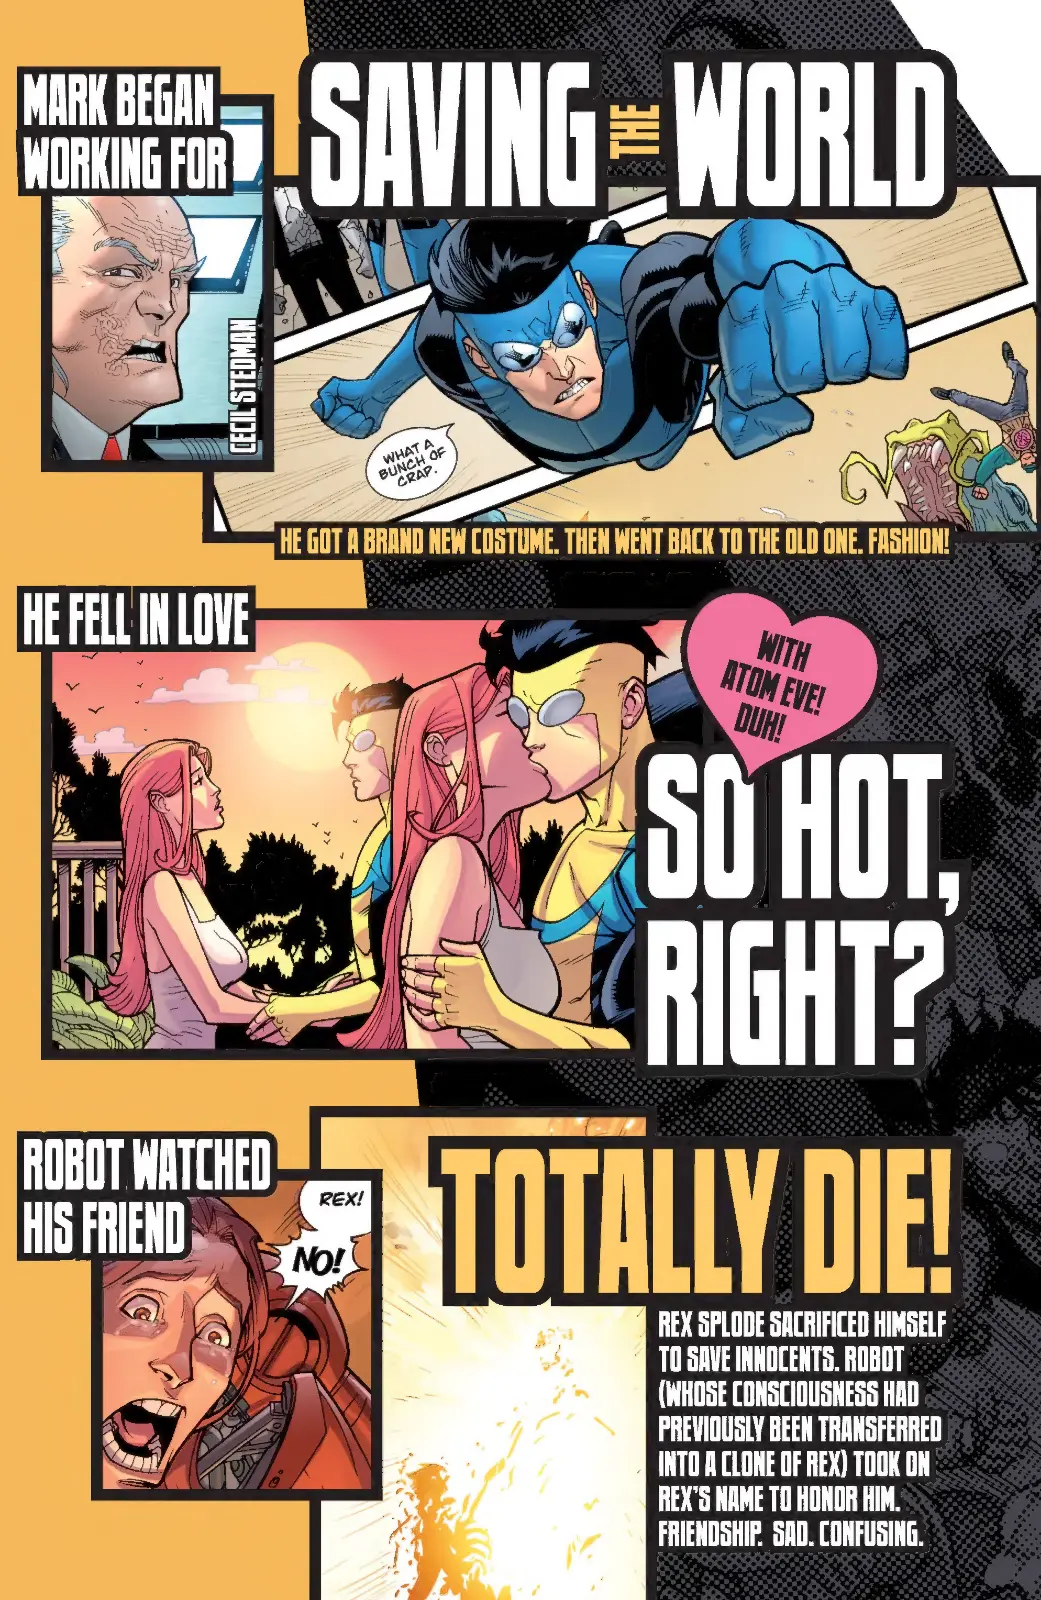 MARK BEGAN
WORKING FOR
CECIL STEDMAN
SAVING THE WORLD
WHAT A
BUNCH OF
CRAP.
HE GOT A BRAND NEW COSTUME. THEN WENT BACK TO THE OLD ONE. FASHION!
HE FELL IN LOVE
WITH
ATOM EVE!
DUH!
SO HOT,
RIGHT?
ROBOT WATCHED
HIS FRIEND
REX!
NO!
TOTALLY DIE!
REX SPLODE SACRIFICED HIMSELF
TO SAVE INNOCENTS. ROBOT
(WHOSE CONSCIOUSNESS HAD
PREVIOUSLY BEEN TRANSFERRED
INTO A CLONE OF REX) TOOK ON
REX'S NAME TO HONOR HIM.
FRIENDSHIP. SAD. CONFUSING.